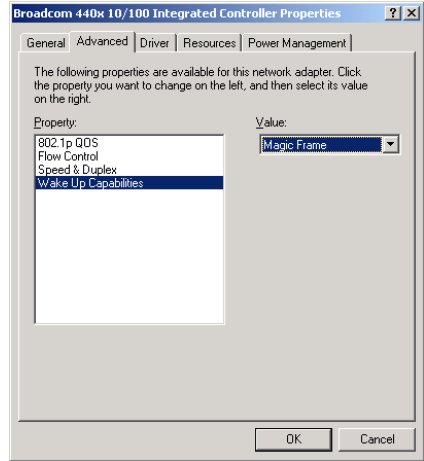 Broadcom 440x 10/100 Integrated Controller Properties
General Advanced Driver Resources Power Management
The following properties are available for this network adapter. Click
the property you want to change on the left, and then select its value
on the right.
Property: Value:
802.1p QOS Magic Frame
Flow Control
Speed & Duplex
Wake Up Capabilities
OK Cancel